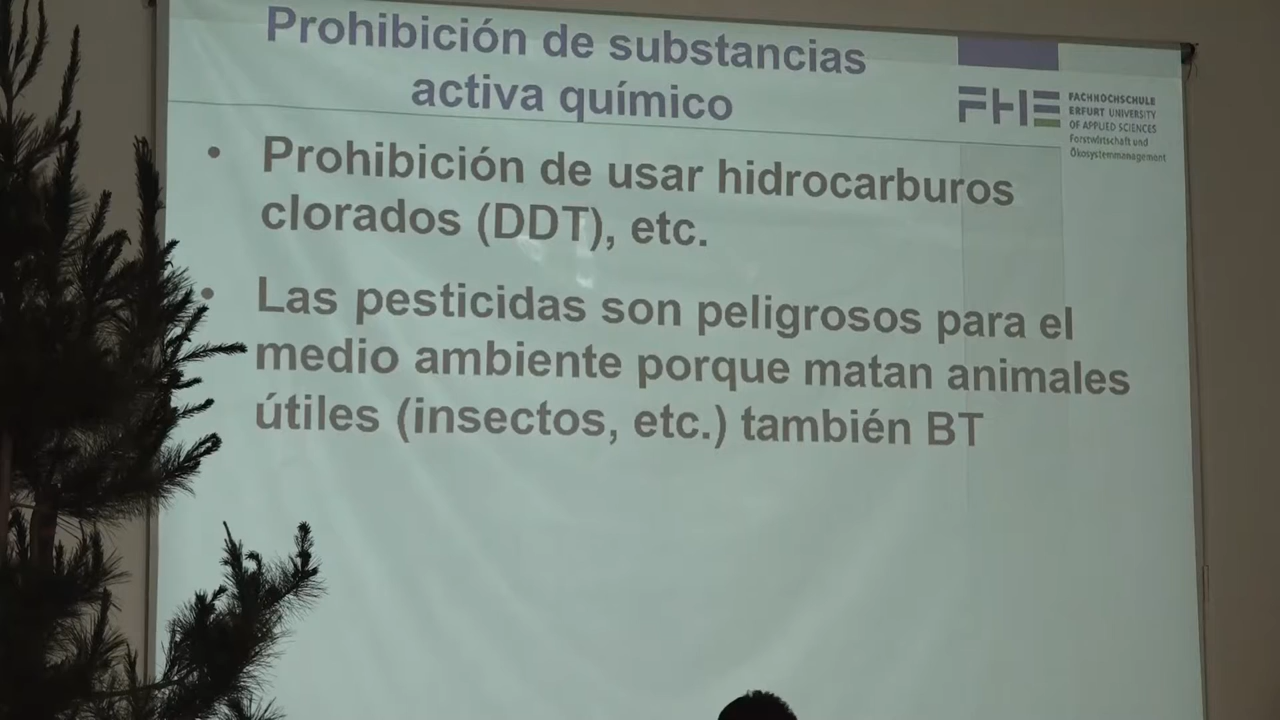 Prohibición de substancias
activa químico
FHE
FACHHOCHSCHULE
ERFURT UNIVERSITY
OF APPLIED SCIENCES
Forstwirtschaft und
Ökosystemmanagement
• Prohibición de usar hidrocarburos
clorados (DDT), etc.
• Las pesticidas son peligrosos para el
medio ambiente porque matan animales
útiles (insectos, etc.) también BT